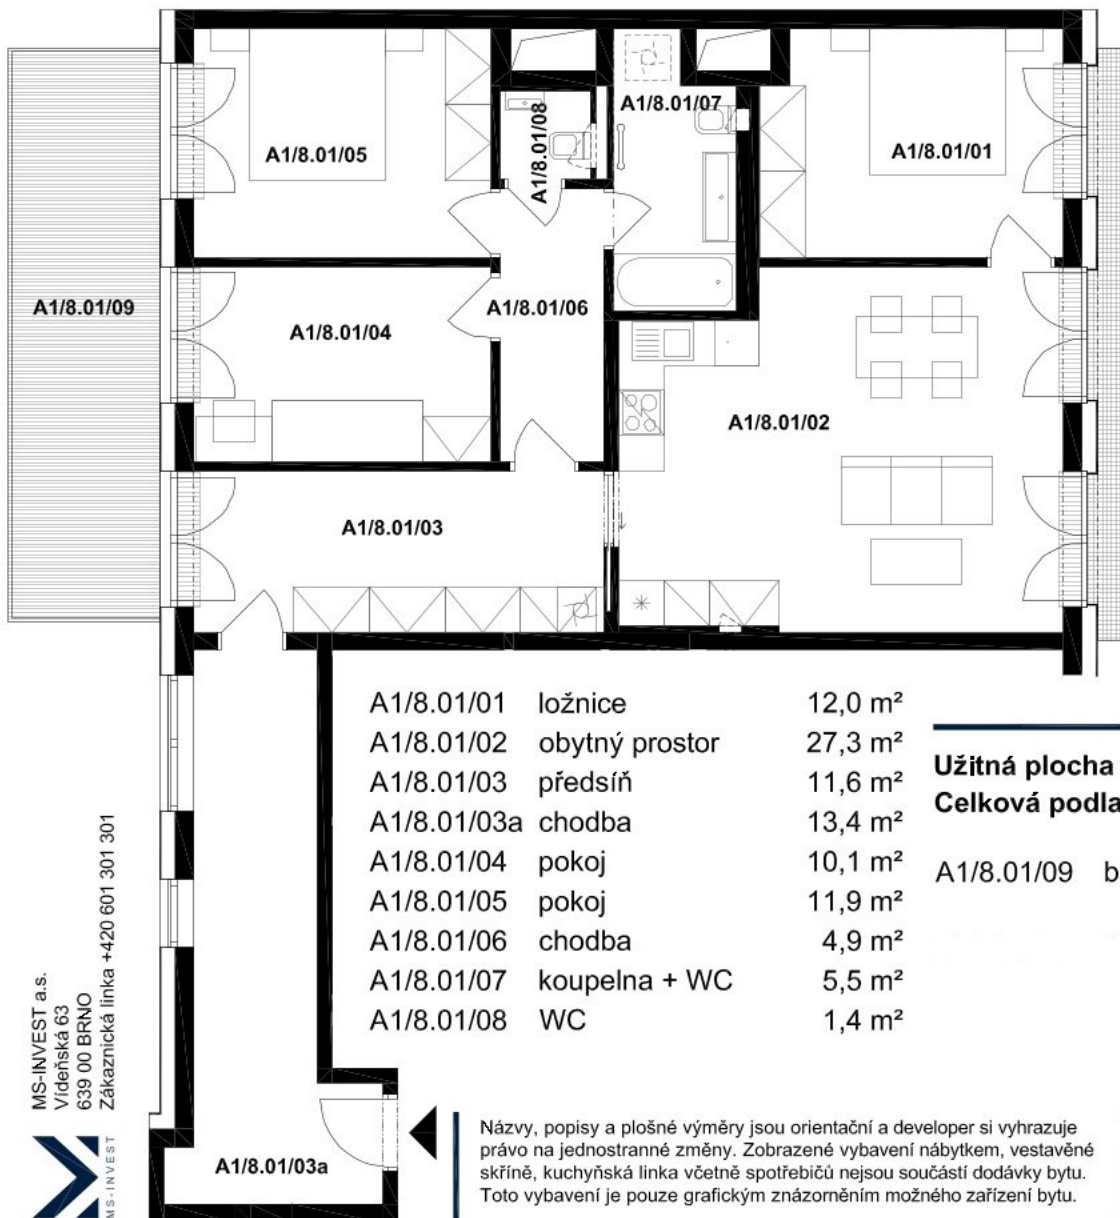 A1/8.01/05
A1/8.01/08
A1/8.01/07
A1/8.01/01
A1/8.01/09
A1/8.01/04
A1/8.01/06
A1/8.01/02
A1/8.01/03
A1/8.01/01 ložnice 12,0 m²
A1/8.01/02 obytný prostor 27,3 m²
A1/8.01/03 předsíň 11,6 m²
A1/8.01/03a chodba 13,4 m²
A1/8.01/04 pokoj 10,1 m²
A1/8.01/05 pokoj 11,9 m²
A1/8.01/06 chodba 4,9 m²
A1/8.01/07 koupelna + WC 5,5 m²
A1/8.01/08 WC 1,4 m²
Užitná plocha
Celková podla
A1/8.01/09 b
MS-INVEST a.s.
Vídeňská 63
639 00 BRNO
Zákaznická linka +420 601 301 301
MS-INVEST
A1/8.01/03a
Názvy, popisy a plošné výměry jsou orientační a developer si vyhrazuje
právo na jednostranné změny. Zobrazené vybavení nábytkem, vestavěné
skříně, kuchyňská linka včetně spotřebičů nejsou součástí dodávky bytu.
Toto vybavení je pouze grafickým znázorněním možného zařízení bytu.